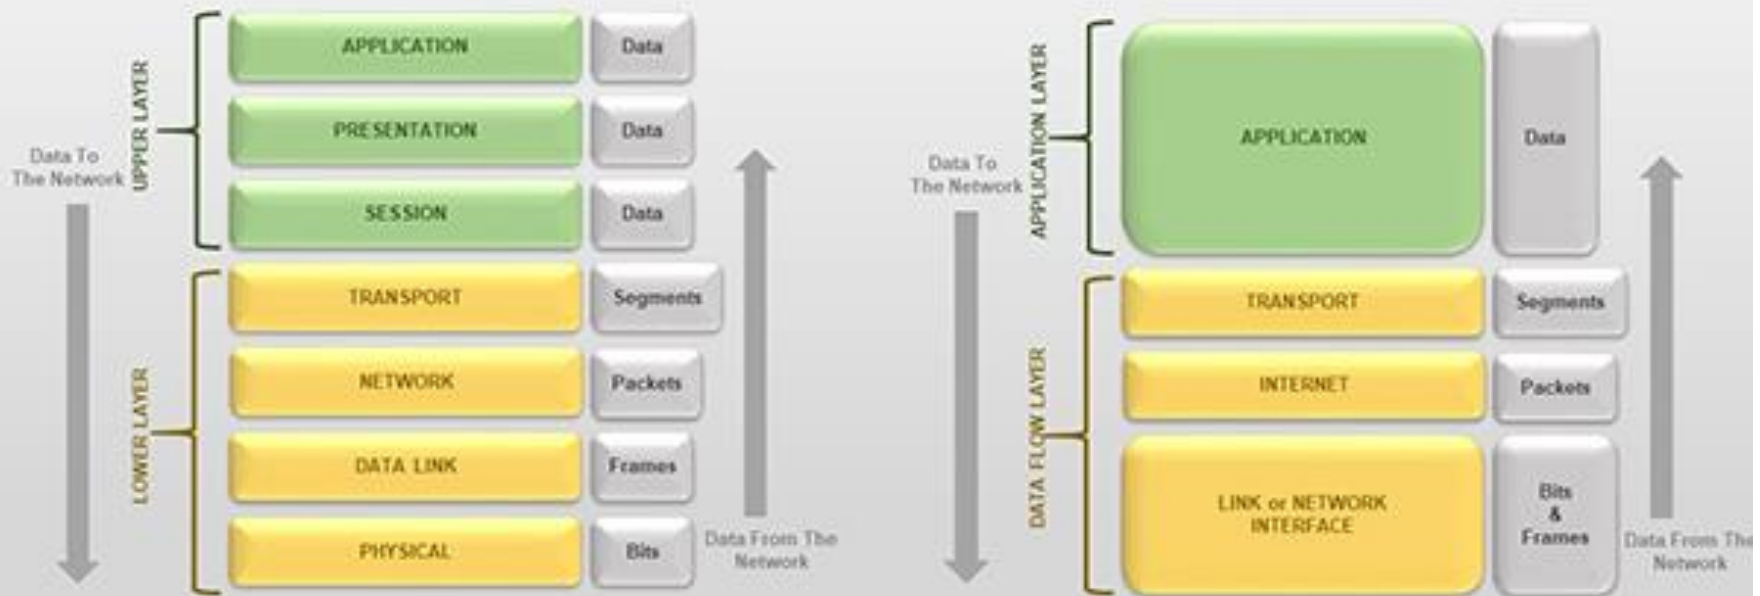 Data To
The Network
UPPER LAYER
APPLICATION
Data
PRESENTATION
Data
SESSION
Data
LOWER LAYER
TRANSPORT
Segments
NETWORK
Packets
DATA LINK
Frames
PHYSICAL
Bits
Data From The
Network
Data To
The Network
APPLICATION LAYER
APPLICATION
Data
DATA FLOW LAYER
TRANSPORT
Segments
INTERNET
Packets
LINK or NETWORK
INTERFACE
Bits
&
Frames
Data From The
Network